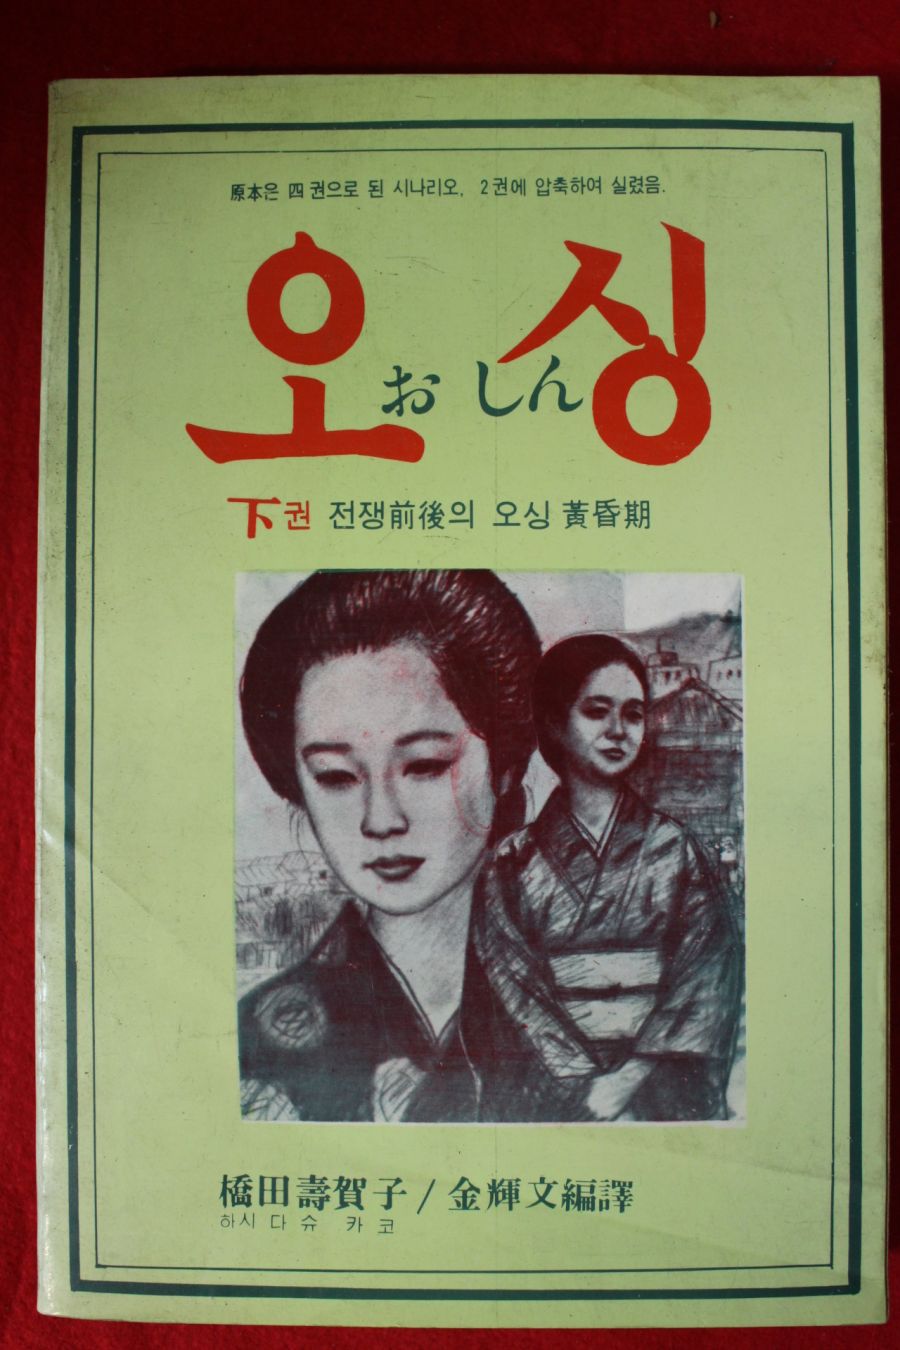 原本은 四권으로 된 시나리오, 2권에 압축하여 실렸음.
오싱
おしん
下권 전쟁前後의 오싱 黃昏期
橋田壽賀子/金輝文編譯
하시다슈카코